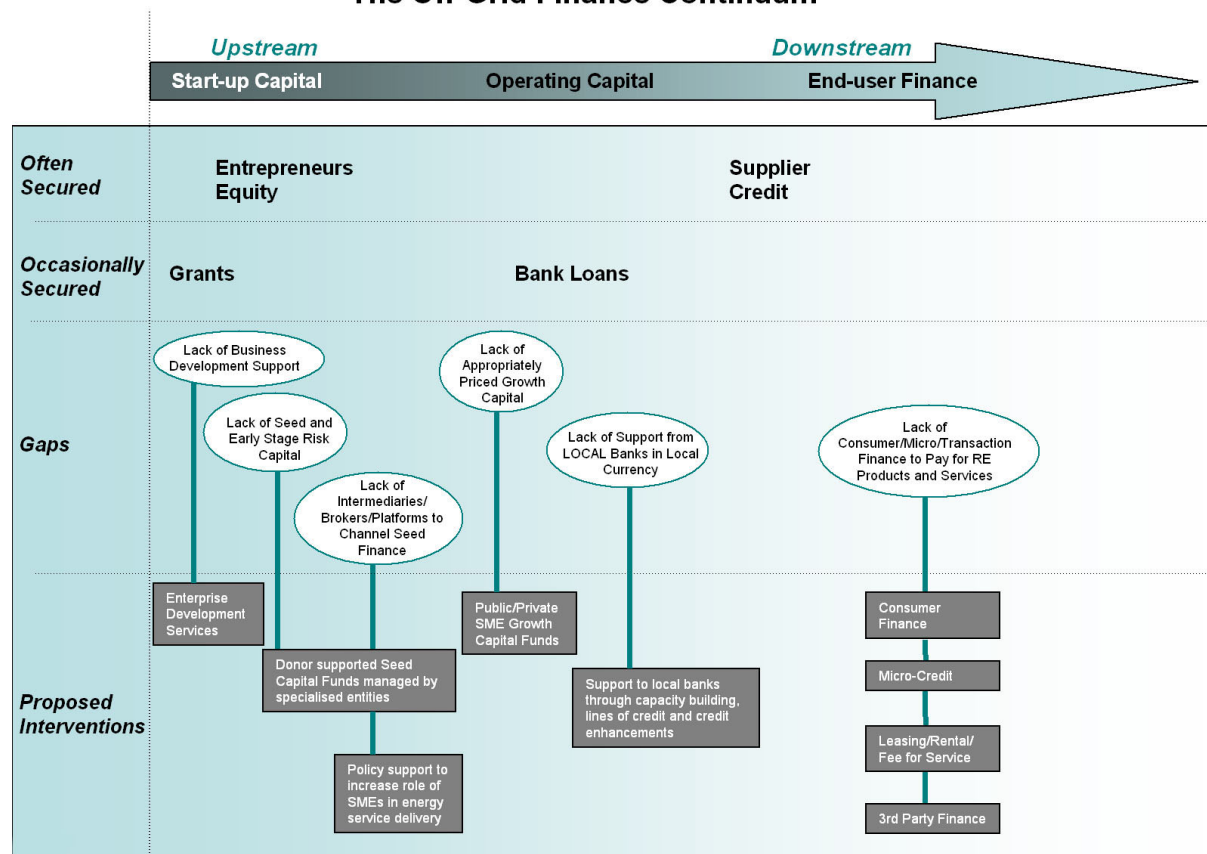 The Off-Grid Finance Continuum
Upstream
Downstream
Start-up Capital
Operating Capital
End-user Finance
Often
Secured
Entrepreneurs
Equity
Supplier
Credit
Occasionally
Secured
Grants
Bank Loans
Gaps
Lack of Business
Development Support
Lack of Seed and
Early Stage Risk
Capital
Lack of
Intermediaries/
Brokers/Platforms to
Channel Seed
Finance
Lack of
Appropriately
Priced Growth
Capital
Lack of Support from
LOCAL Banks in Local
Currency
Lack of
Consumer/Micro/Transaction
Finance to Pay for RE
Products and Services
Proposed
Interventions
Enterprise
Development
Services
Donor supported Seed
Capital Funds managed by
specialised entities
Policy support to
increase role of
SMEs in energy
service delivery
Public/Private
SME Growth
Capital Funds
Support to local banks
through capacity building,
lines of credit and credit
enhancements
Consumer
Finance
Micro-Credit
Leasing/Rental/
Fee for Service
3rd Party Finance